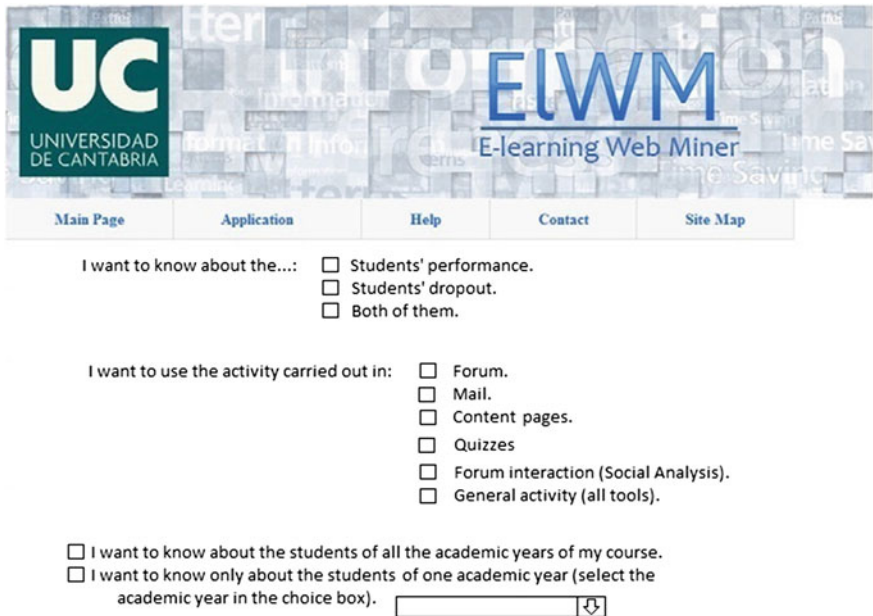 UC
UNIVERSIDAD
DE CANTABRIA
ElWM
E-learning Web Miner
Main Page Application Help Contact Site Map
I want to know about the...: Students' performance.
Students' dropout.
Both of them.
I want to use the activity carried out in: Forum.
Mail.
Content pages.
Quizzes
Forum interaction (Social Analysis).
General activity (all tools).
I want to know about the students of all the academic years of my course.
I want to know only about the students of one academic year (select the
academic year in the choice box).